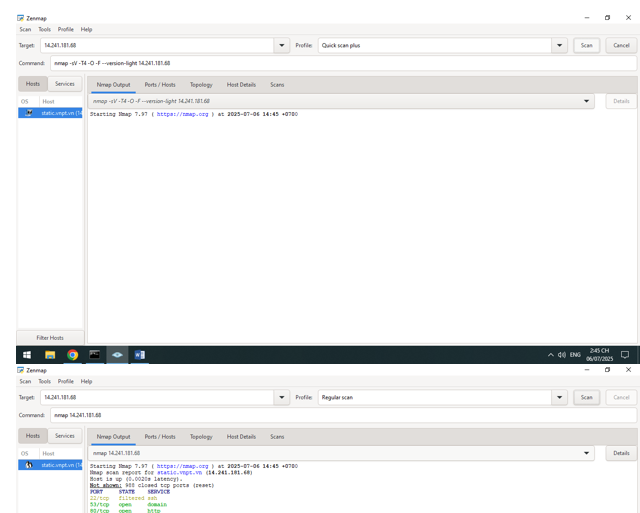 Zenmap
Scan Tools Profile Help
Target: 14.241.181.68 Profile: Quick scan plus Scan Cancel
Command: nmap -sV -T4 -O -F --version-light 14.241.181.68
Hosts Services Nmap Output Ports / Hosts Topology Host Details Scans
OS Host nmap -sV -T4 -O -F --version-light 14.241.181.68 Details
static.vnpt.vn (14
Starting Nmap 7.97 ( https://nmap.org ) at 2025-07-06 14:45 +0700
Filter Hosts
ENG 2:45 CH
06/07/2025
Zenmap
Scan Tools Profile Help
Target: 14.241.181.68 Profile: Regular scan Scan Cancel
Command: nmap 14.241.181.68
Hosts Services Nmap Output Ports / Hosts Topology Host Details Scans
OS Host nmap 14.241.181.68 Details
static.vnpt.vn (14
Starting Nmap 7.97 ( https://nmap.org ) at 2025-07-06 14:45 +0700
Nmap scan report for static.vnpt.vn (14.241.181.68)
Host is up (0.0020s latency).
Not shown: 988 closed tcp ports (reset)
PORT STATE SERVICE
22/tcp filtered ssh
53/tcp open domain
80/tcp open http